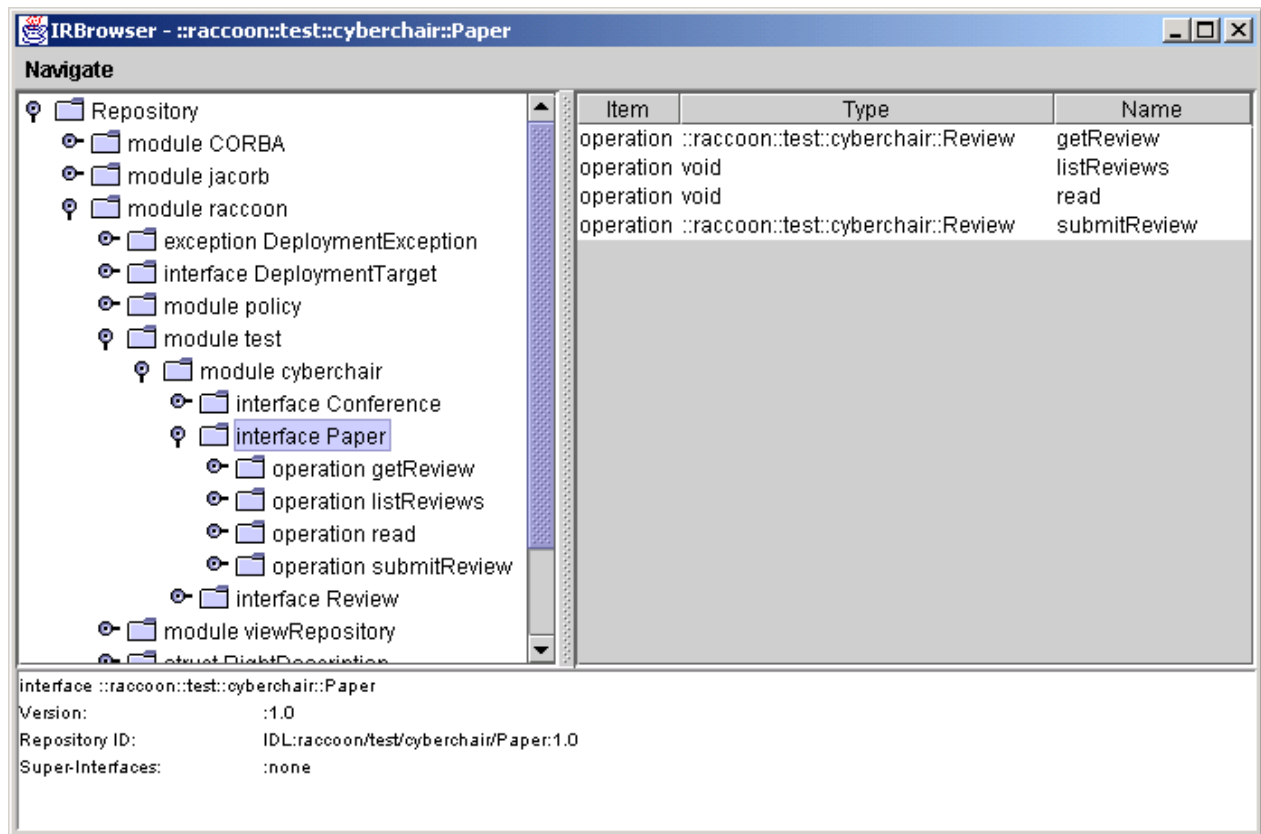 IRBrowser - ::raccoon::test::cyberchair::Paper
Navigate
Repository
module CORBA
module jacorb
module raccoon
exception DeploymentException
interface DeploymentTarget
module policy
module test
module cyberchair
interface Conference
interface Paper
operation getReview
operation listReviews
operation read
operation submitReview
interface Review
module viewRepository
struct RightDescription
Item Type Name
operation ::raccoon::test::cyberchair::Review getReview
operation void listReviews
operation void read
operation ::raccoon::test::cyberchair::Review submitReview
interface ::raccoon::test::cyberchair::Paper
Version: :1.0
Repository ID: IDL:raccoon/test/cyberchair/Paper:1.0
Super-Interfaces: :none